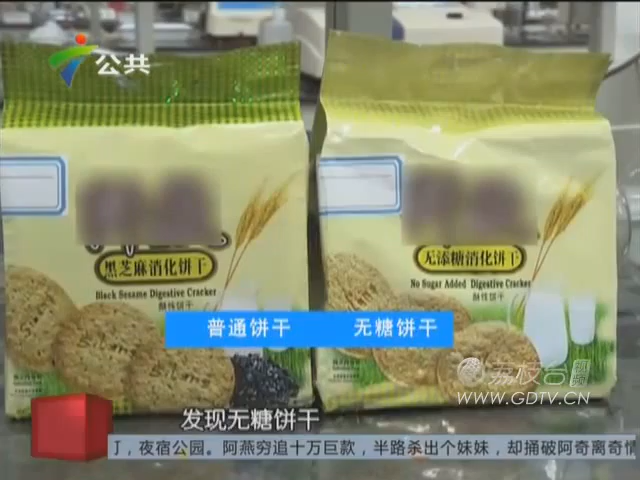 公共
黑芝麻消化饼干
Black Sesame Digestive Cracker
酥性饼干
无添糖消化饼干
No Sugar Added Digestive Cracker
酥性饼干
普通饼干
无糖饼干
荔枝台
WWW.GDTV.CN
发现无糖饼干
丁，夜宿公园。阿燕穷追十万巨款，半路杀出个妹妹，却捅破阿奇离奇情